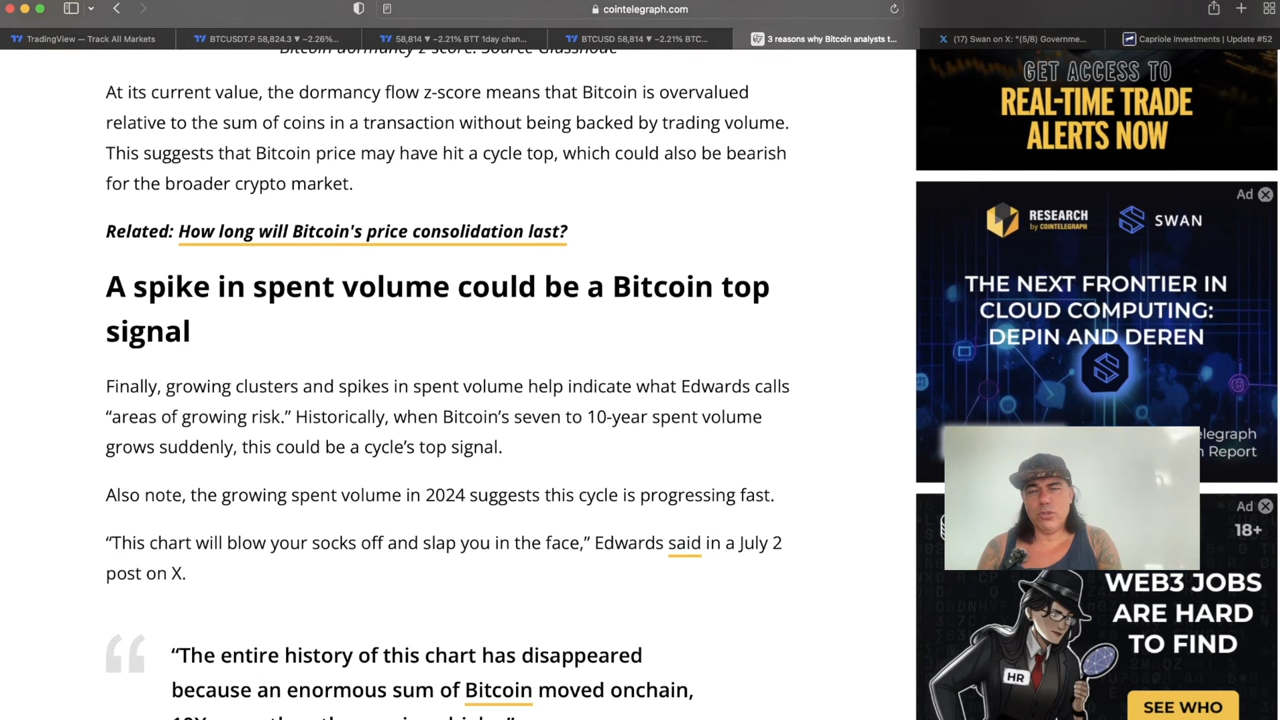 cointelegraph.com
TradingView — Track All Markets
BTCUSDT.P 58,824.3 ▼ −2.26%...
58,814 ▼ −2.21% BTT 1day chan...
BTCUSD 58,814 ▼ −2.21% BTC...
3 reasons why Bitcoin analysts t...
(17) Swan on X: "(5/8) Governme...
Capriole Investments | Update #52
Bitcoin dormancy z-score. Source Glassnode
At its current value, the dormancy flow z-score means that Bitcoin is overvalued
relative to the sum of coins in a transaction without being backed by trading volume.
This suggests that Bitcoin price may have hit a cycle top, which could also be bearish
for the broader crypto market.
Related: How long will Bitcoin's price consolidation last?
A spike in spent volume could be a Bitcoin top
signal
Finally, growing clusters and spikes in spent volume help indicate what Edwards calls
“areas of growing risk.” Historically, when Bitcoin’s seven to 10-year spent volume
grows suddenly, this could be a cycle’s top signal.
Also note, the growing spent volume in 2024 suggests this cycle is progressing fast.
“This chart will blow your socks off and slap you in the face,” Edwards said in a July 2
post on X.
“The entire history of this chart has disappeared
because an enormous sum of Bitcoin moved onchain,
GET ACCESS TO
REAL-TIME TRADE
ALERTS NOW
Ad
RESEARCH
by COINTELEGRAPH
SWAN
THE NEXT FRONTIER IN
CLOUD COMPUTING:
DEPIN AND DEREN
elegraph
Report
Ad
18+
WEB3 JOBS
ARE HARD
TO FIND
HR
SEE WHO